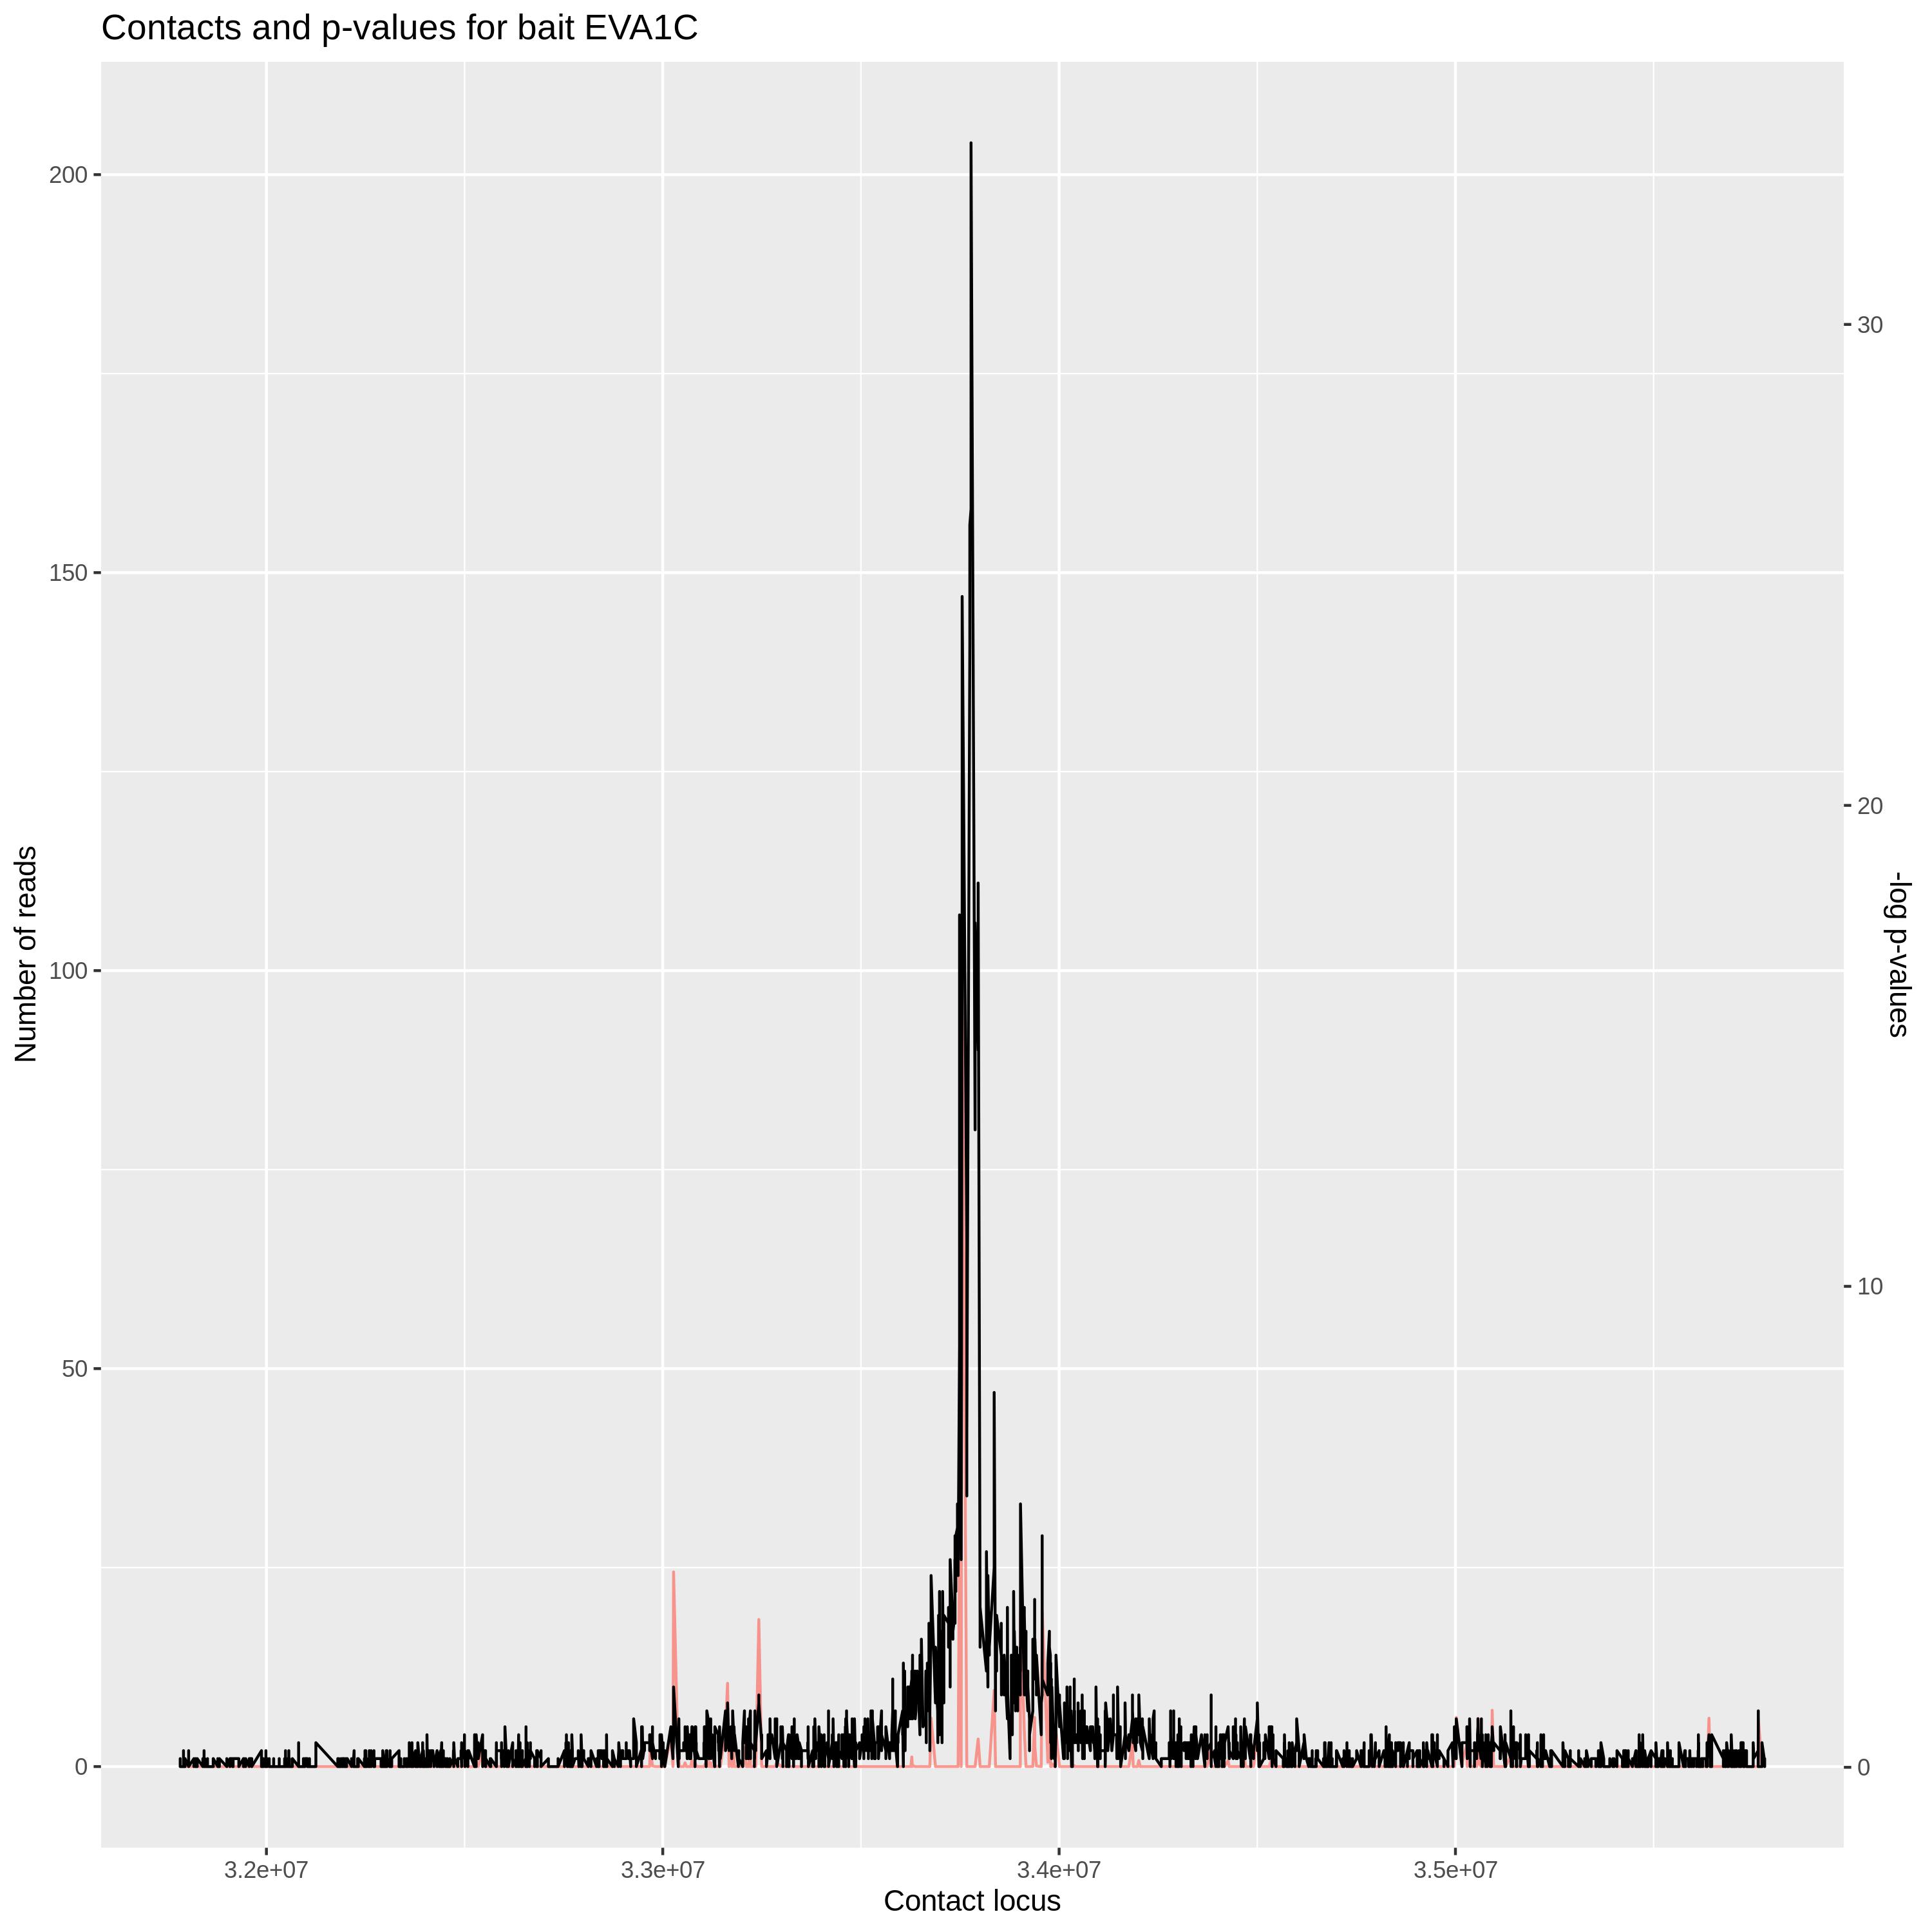 Contacts and p-values for bait EVA1C
200
150
100
50
0
Number of reads
30
20
10
0
-log p-values
3.2e+07
3.3e+07
3.4e+07
3.5e+07
Contact locus